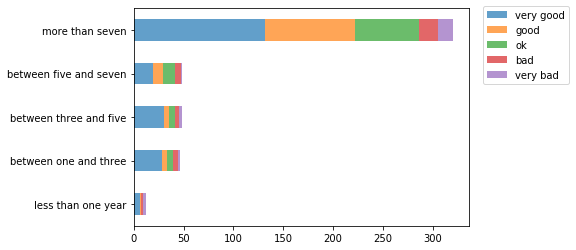 more than seven
between five and seven
between three and five
between one and three
less than one year
0 50 100 150 200 250 300
very good
good
ok
bad
very bad